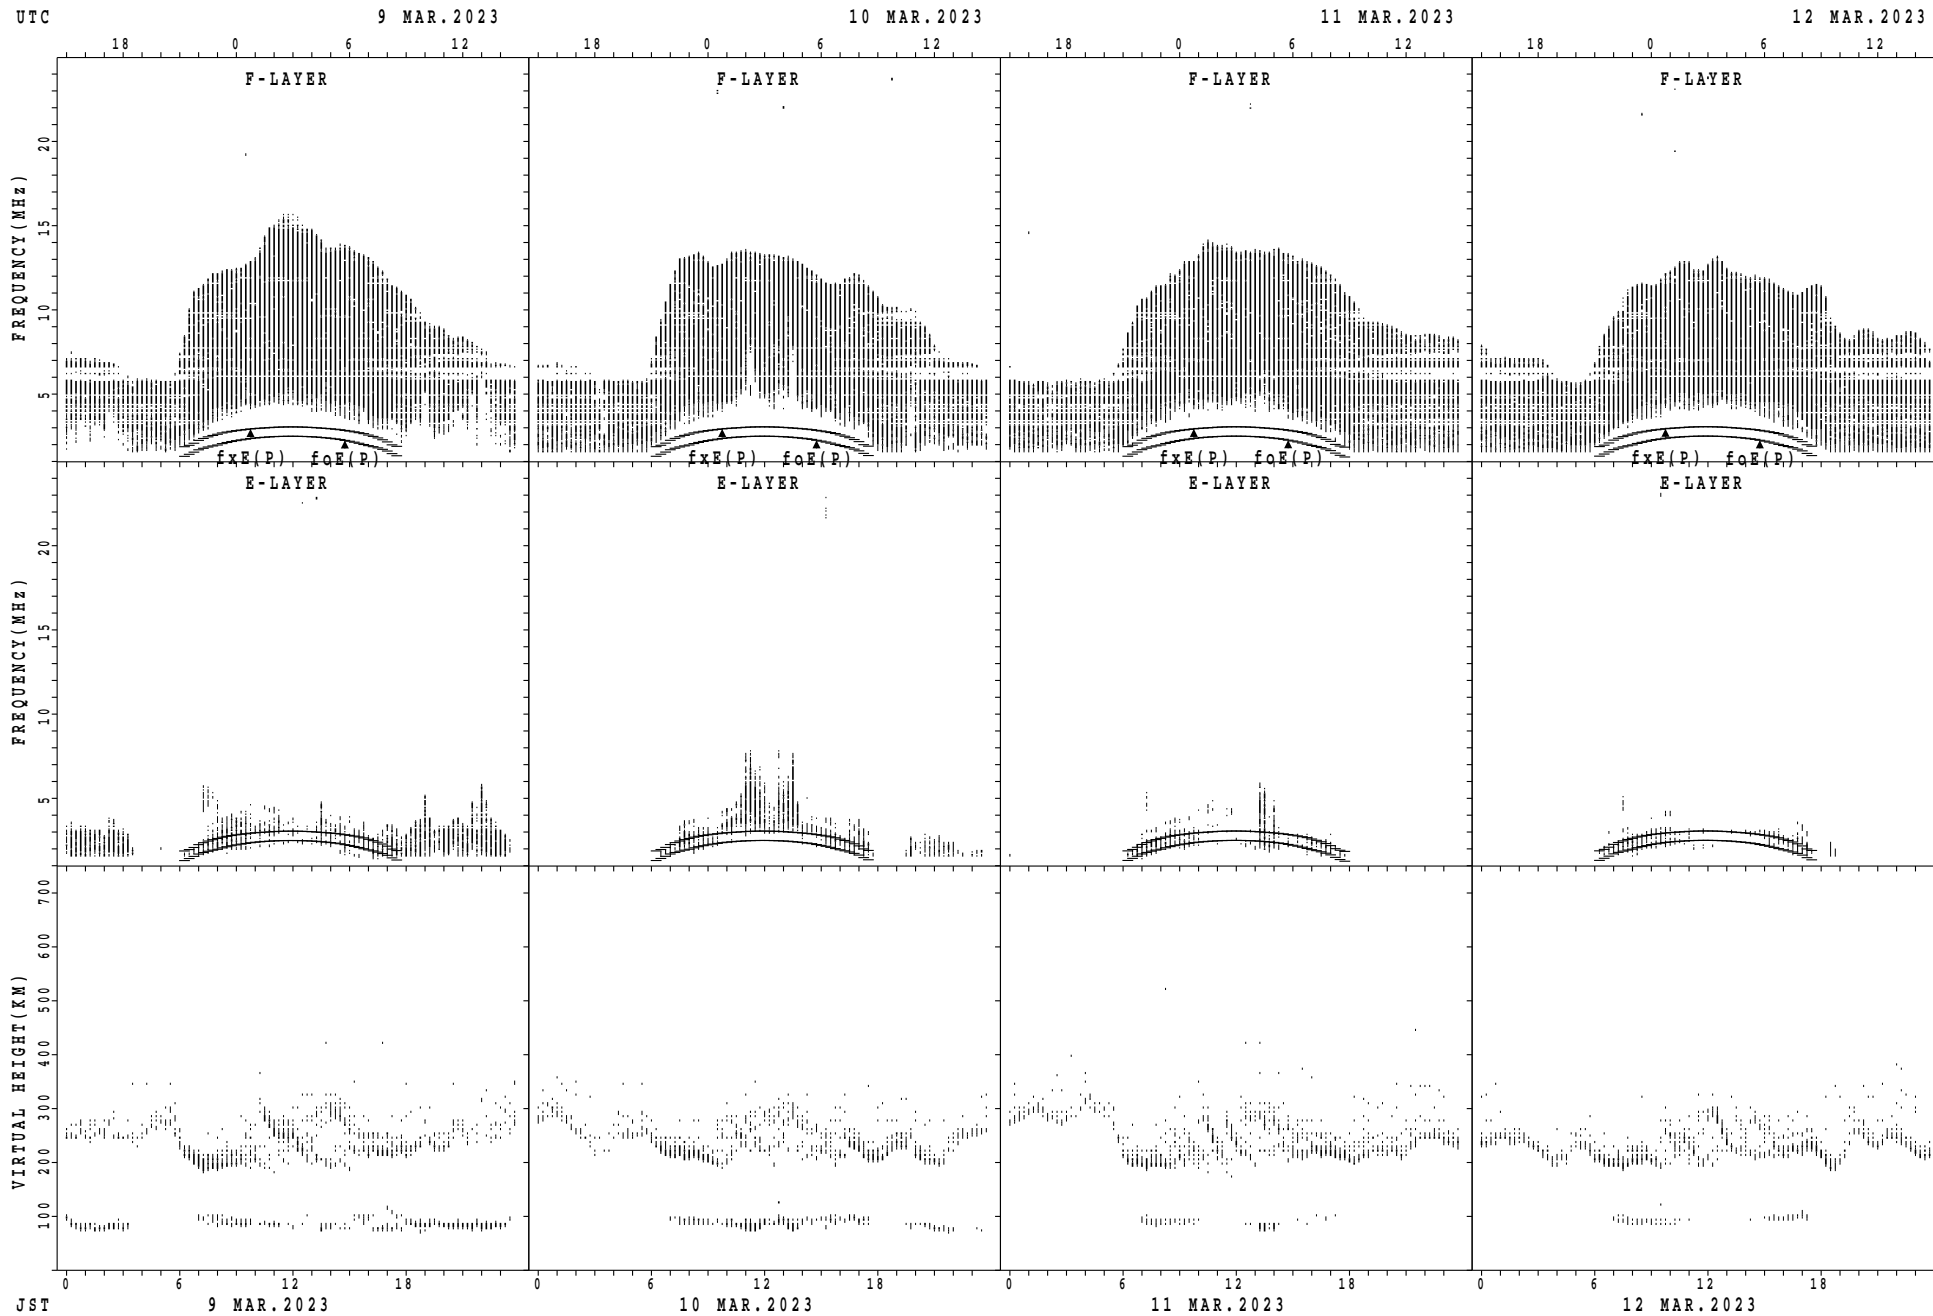 UTC 9 MAR.2023 10 MAR.2023 11 MAR.2023 12 MAR.2023
18 0 6 12 18 0 6 12 18 0 6 12 18 0 6 12
F-LAYER F-LAYER F-LAYER F-LAYER
FREQUENCY(MHz)
20
15
10
5
fxE(P) foE(P) fxE(P) foE(P) fxE(P) foE(P) fxE(P) foE(P)
E-LAYER E-LAYER E-LAYER E-LAYER
FREQUENCY(MHz)
20
15
10
5
VIRTUAL HEIGHT(KM)
700
600
500
400
300
200
100
0 6 12 18 0 6 12 18 0 6 12 18 0 6 12 18
JST 9 MAR.2023 10 MAR.2023 11 MAR.2023 12 MAR.2023